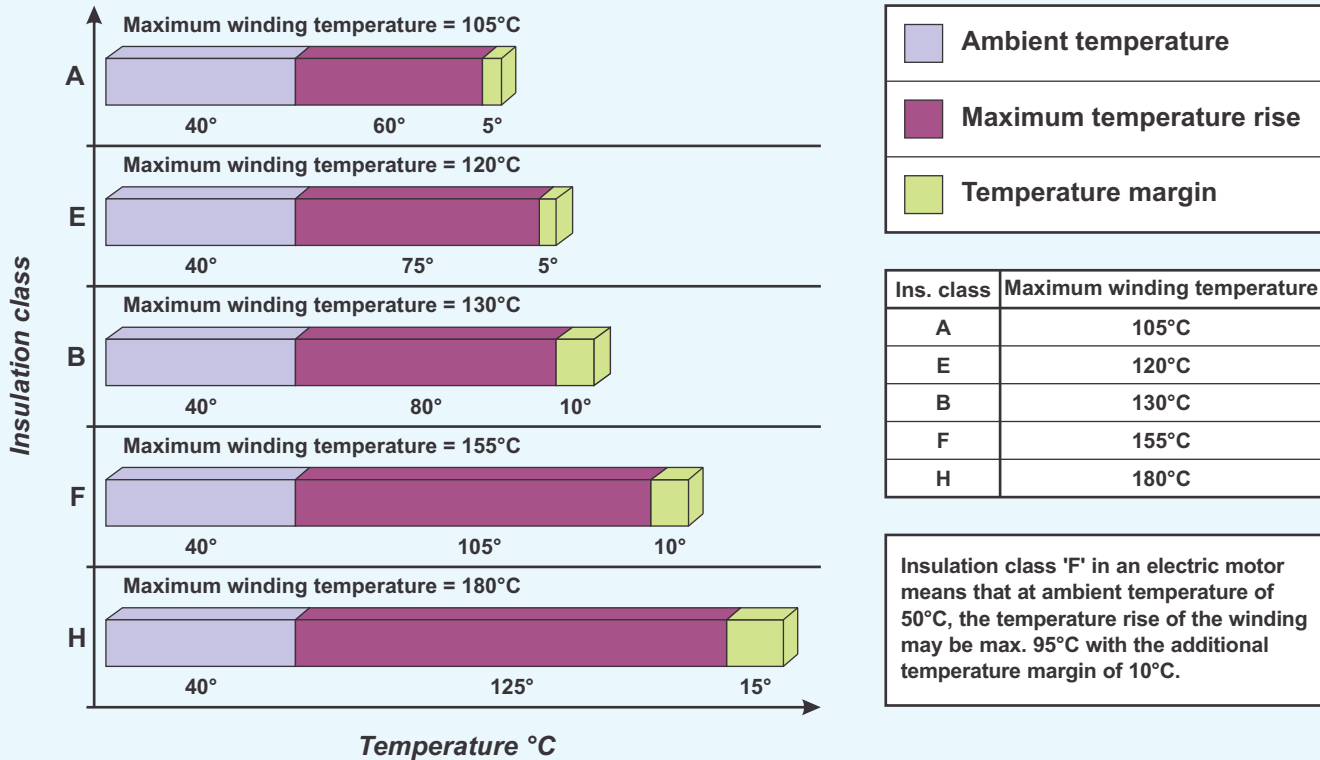 Maximum winding temperature = 105°C
A
40° 60° 5°
Maximum winding temperature = 120°C
E
40° 75° 5°
Maximum winding temperature = 130°C
B
40° 80° 10°
Maximum winding temperature = 155°C
F
40° 105° 10°
Maximum winding temperature = 180°C
H
40° 125° 15°
Insulation class
Temperature °C
Ambient temperature
Maximum temperature rise
Temperature margin
Ins. class Maximum winding temperature
A 105°C
E 120°C
B 130°C
F 155°C
H 180°C
Insulation class 'F' in an electric motor
means that at ambient temperature of
50°C, the temperature rise of the winding
may be max. 95°C with the additional
temperature margin of 10°C.